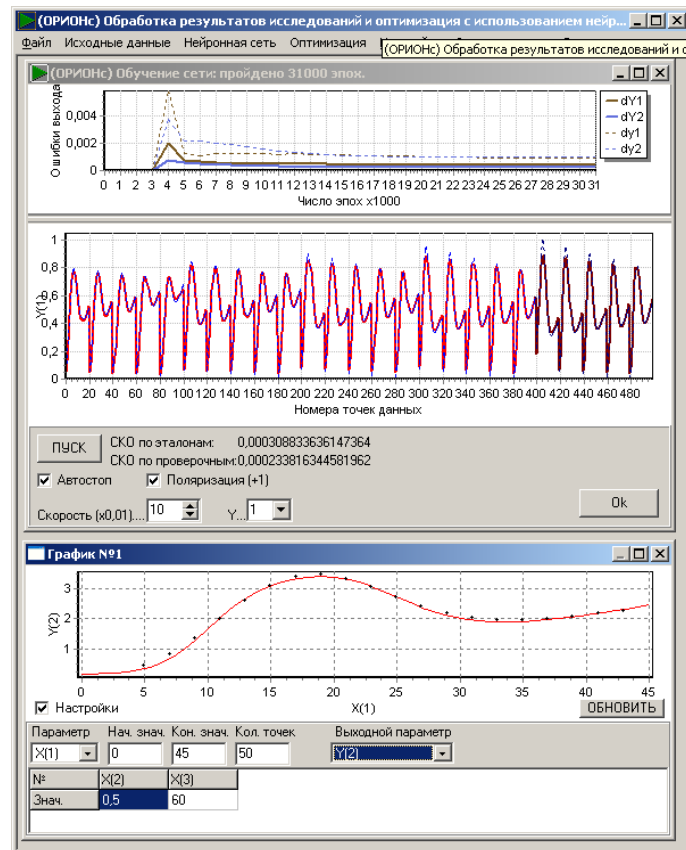 (ОРИОНс) Обработка результатов исследований и оптимизация с использованием нейр...
Файл Исходные данные Нейронная сеть Оптимизация
(ОРИОНс) Обработка результатов исследований и о
(ОРИОНс) Обучение сети: пройдено 31000 эпох.
Ошибки выхода
0,004
0,002
0
0 1 2 3 4 5 6 7 8 9 10 11 12 13 14 15 16 17 18 19 20 21 22 23 24 25 26 27 28 29 30 31
Число эпох x1000
dY1
dY2
dy1
dy2
Y(1)
1
0,8
0,6
0,4
0,2
0
0 20 40 60 80 100 120 140 160 180 200 220 240 260 280 300 320 340 360 380 400 420 440 460 480
Номера точек данных
ПУСК
СКО по эталонам: 0,000308833636147364
СКО по проверочным:0,000233816344581962
Автостоп Поляризация (+1)
Скорость (x0,01).... 10 Y... 1
Ok
График №1
Y(2)
3
2
1
0 5 10 15 20 25 30 35 40 45
Настройки X(1) ОБНОВИТЬ
Параметр Нач. знач. Кон. знач. Кол. точек Выходной параметр
X(1) 0 45 50 Y(2)
№ X(2) X(3)
Знач. 0,5 60